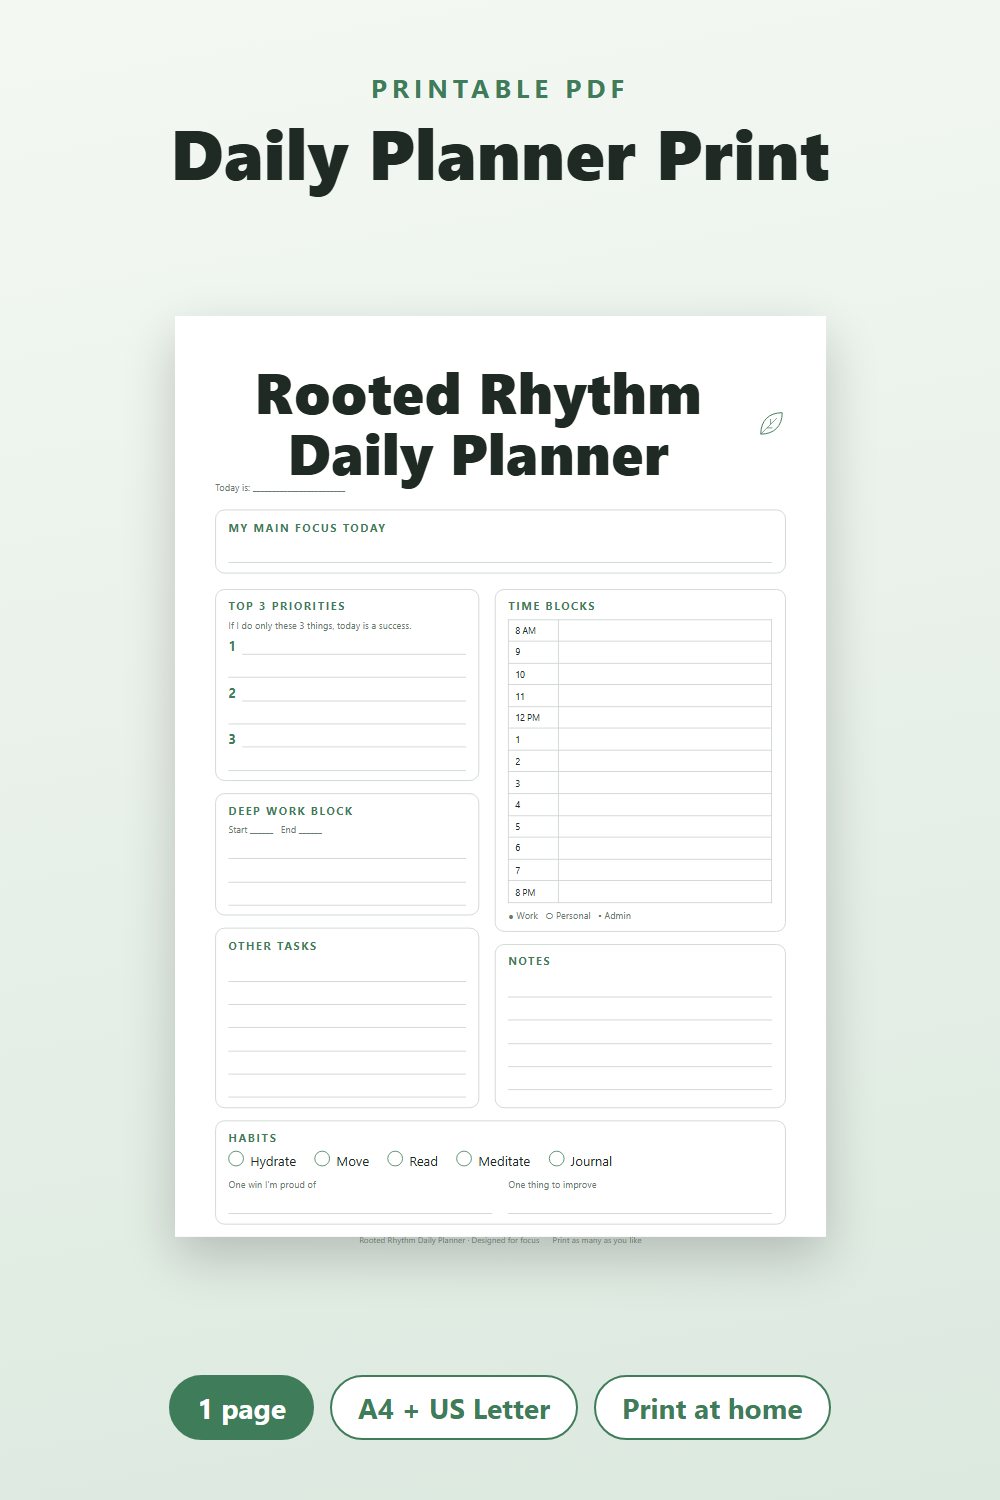 PRINTABLE PDF
Daily Planner Print
Rooted Rhythm
Daily Planner
Today is: ____________________
MY MAIN FOCUS TODAY
TOP 3 PRIORITIES
If I do only these 3 things, today is a success.
1
2
3
DEEP WORK BLOCK
Start _____ End _____
OTHER TASKS
TIME BLOCKS
8 AM
9
10
11
12 PM
1
2
3
4
5
6
7
8 PM
● Work ○ Personal • Admin
NOTES
HABITS
Hydrate Move Read Meditate Journal
One win I'm proud of
One thing to improve
Rooted Rhythm Daily Planner · Designed for focus Print as many as you like
1 page
A4 + US Letter
Print at home